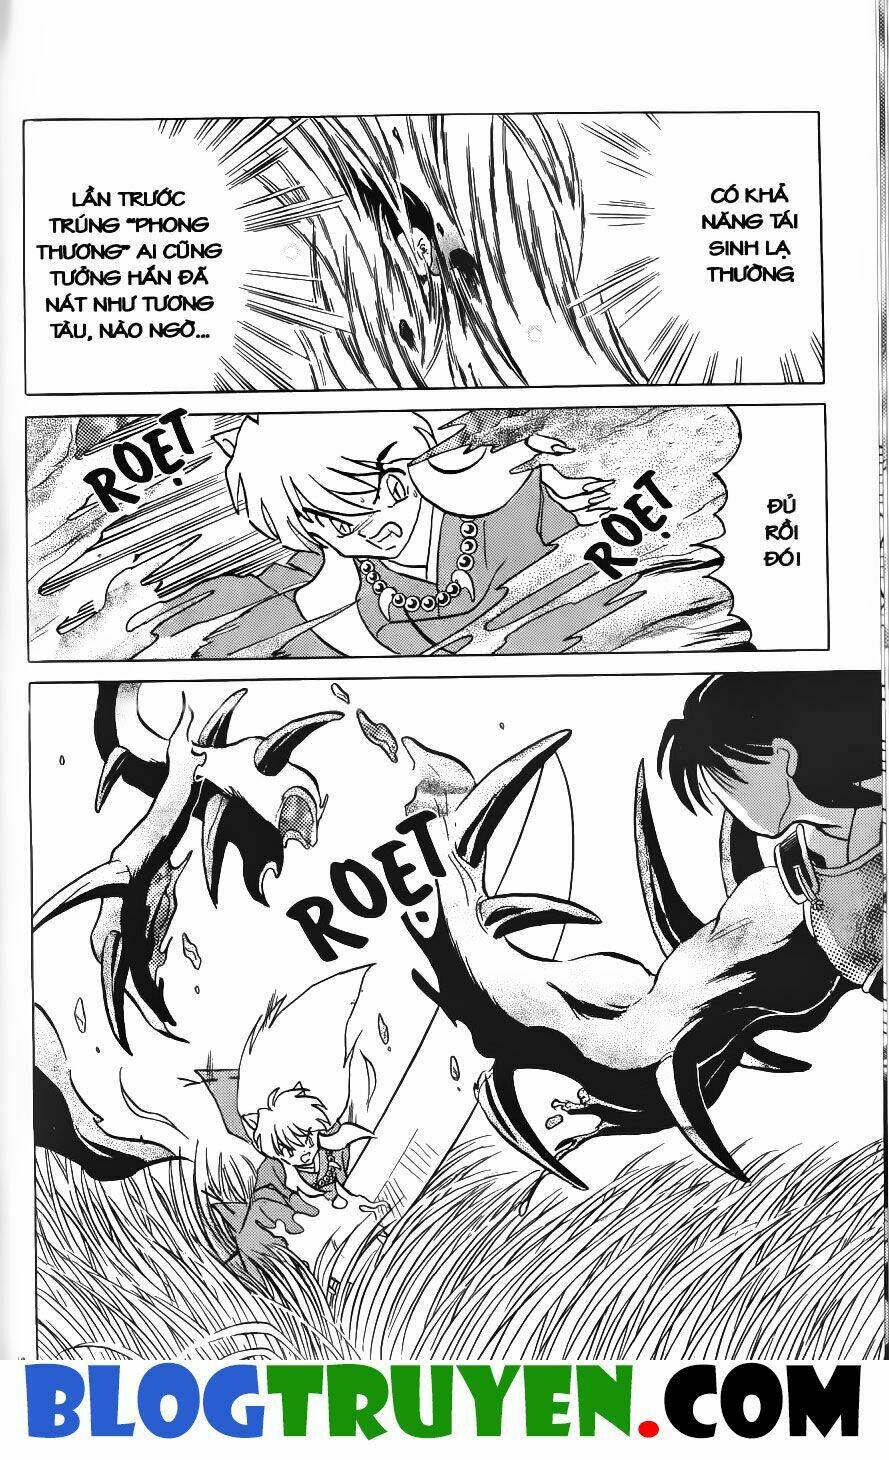 LẦN TRƯỚC
TRÚNG "PHONG
THƯƠNG" AI CŨNG
TƯỞNG HẮN ĐÃ
NÁT NHƯ TƯƠNG
TÀU, NÀO NGỜ...
CÓ KHẢ
NĂNG TÁI
SINH LẠ
THƯỜNG.
ROẸT
ROẸT
ĐỦ
RỒI
ĐÓI
ROẸT
BLOGTRUYEN.COM